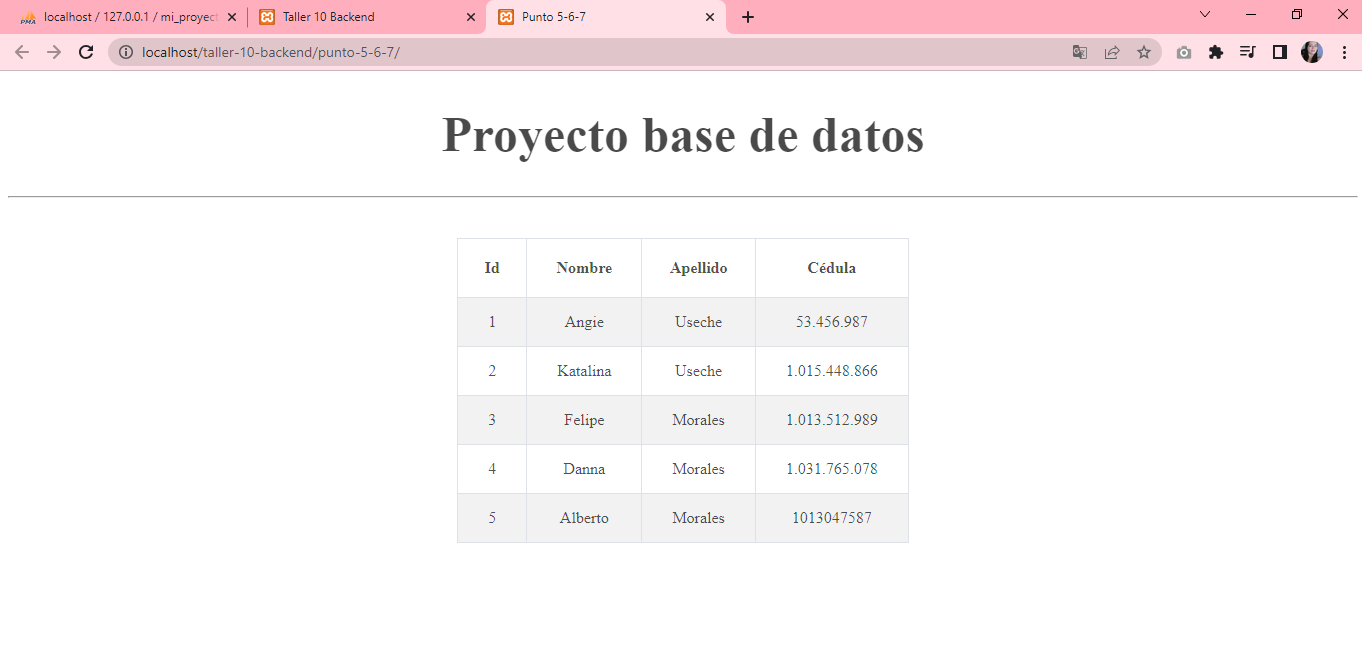 localhost / 127.0.0.1 / mi_proyect
Taller 10 Backend
Punto 5-6-7
localhost/taller-10-backend/punto-5-6-7/
Proyecto base de datos
Id Nombre Apellido Cédula
1 Angie Useche 53.456.987
2 Katalina Useche 1.015.448.866
3 Felipe Morales 1.013.512.989
4 Danna Morales 1.031.765.078
5 Alberto Morales 1013047587